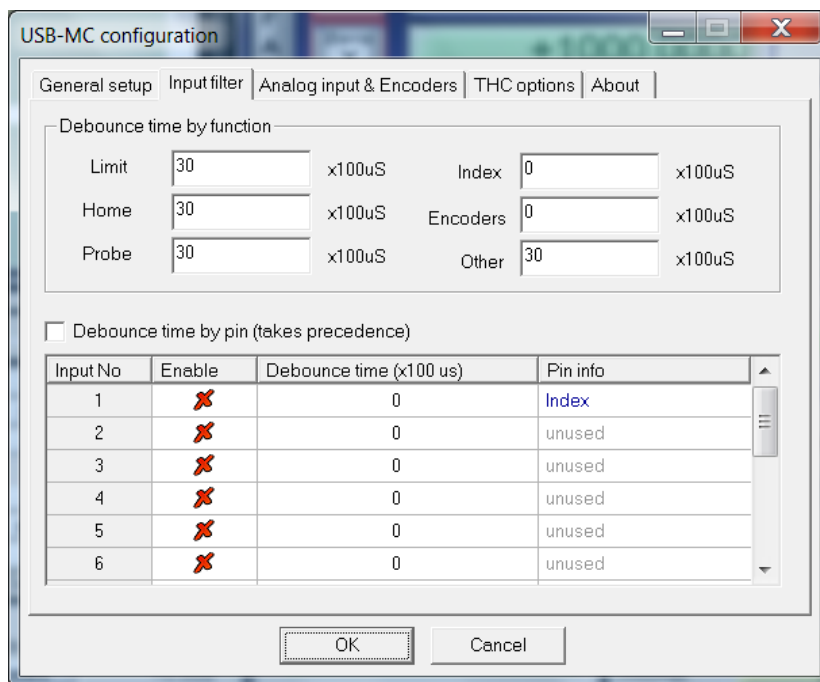 USB-MC configuration
General setup Input filter Analog input & Encoders THC options About
Debounce time by function
Limit 30 x100uS Index 0 x100uS
Home 30 x100uS Encoders 0 x100uS
Probe 30 x100uS Other 30 x100uS
Debounce time by pin (takes precedence)
Input No Enable Debounce time (x100 us) Pin info
1 0 Index
2 0 unused
3 0 unused
4 0 unused
5 0 unused
6 0 unused
OK Cancel